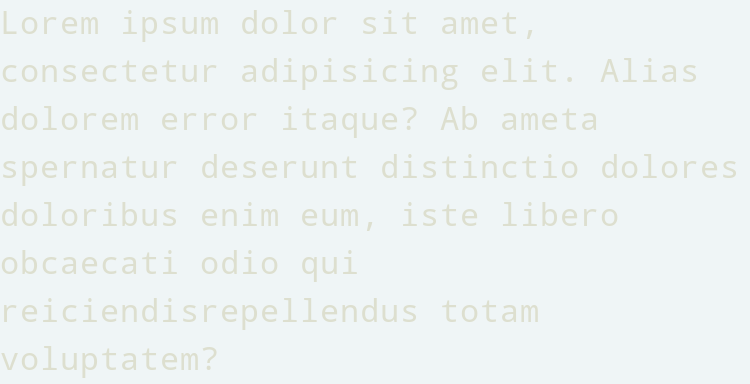 Lorem ipsum dolor sit amet,
consectetur adipisicing elit. Alias
dolorem error itaque? Ab ameta
spernatur deserunt distinctio dolores
doloribus enim eum, iste libero
obcaecati odio qui
reiciendisrepellendus totam
voluptatem?